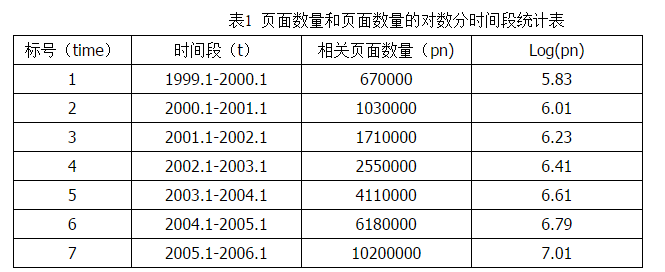 表1 页面数量和页面数量的对数分时间段统计表
标号（time） 时间段（t） 相关页面数量（pn) Log(pn)
1 1999.1-2000.1 670000 5.83
2 2000.1-2001.1 1030000 6.01
3 2001.1-2002.1 1710000 6.23
4 2002.1-2003.1 2550000 6.41
5 2003.1-2004.1 4110000 6.61
6 2004.1-2005.1 6180000 6.79
7 2005.1-2006.1 10200000 7.01